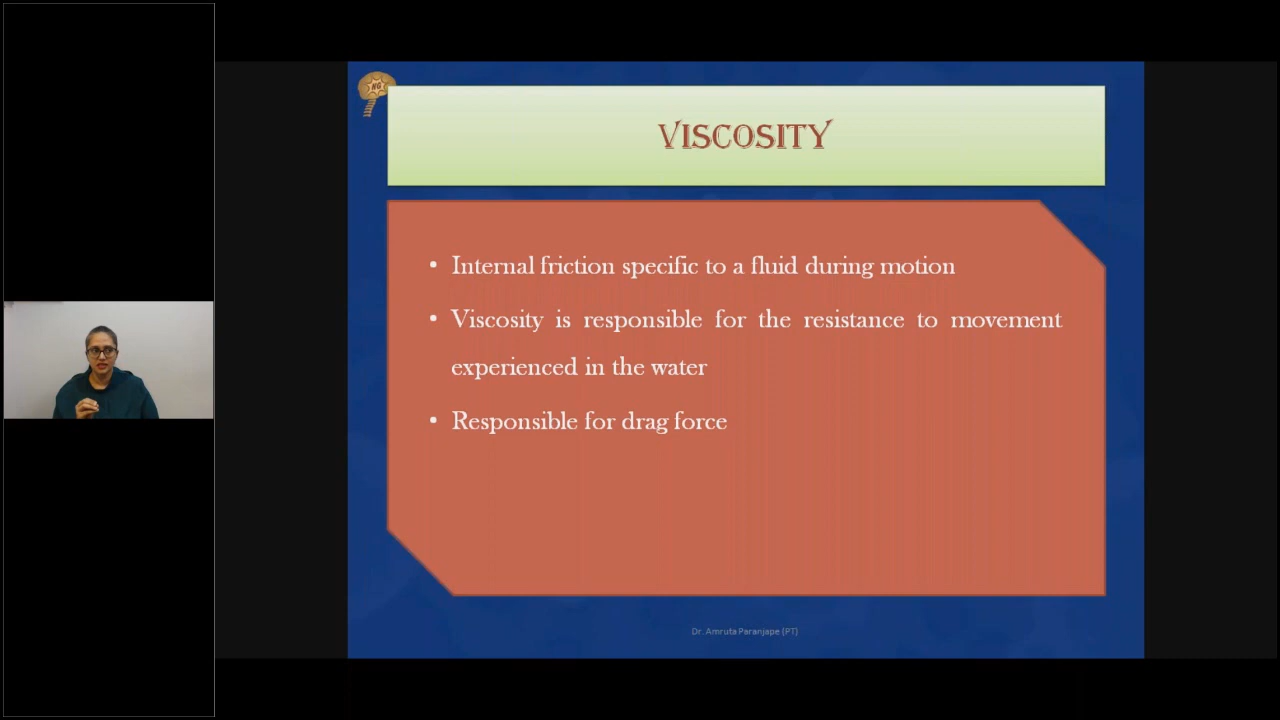 NG
VISCOSITY
• Internal friction specific to a fluid during motion
• Viscosity is responsible for the resistance to movement
experienced in the water
• Responsible for drag force
Dr. Amruta Paranjape (PT)